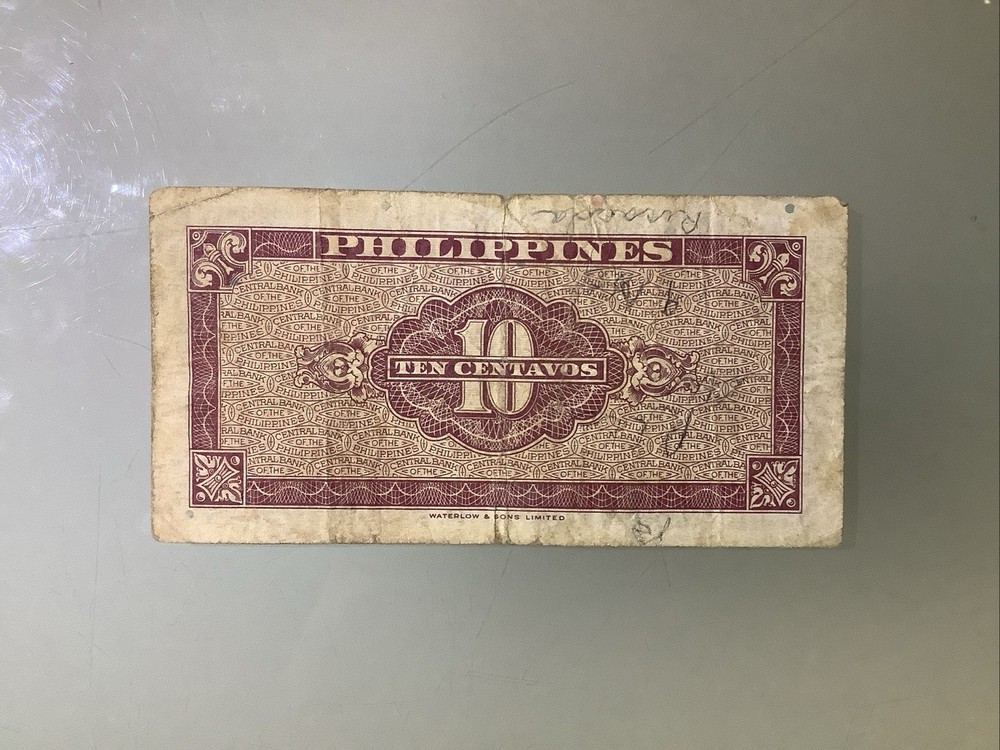 PHILIPPINES
10
TEN CENTAVOS
CENTRAL BANK OF THE PHILIPPINES
WATERLOW & SONS LIMITED